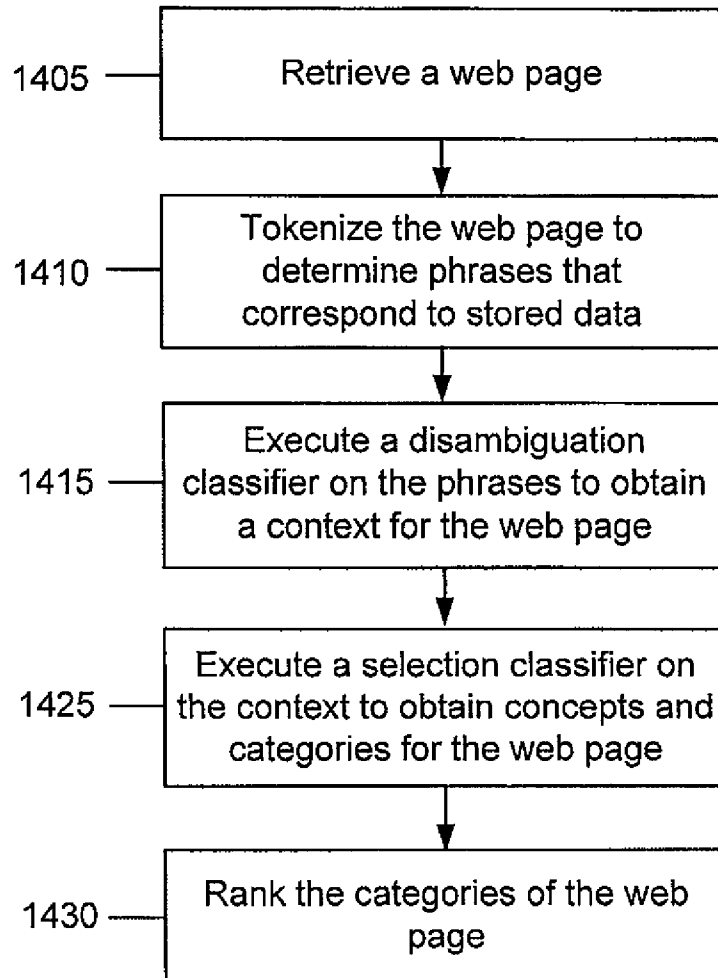 1405
Retrieve a web page
1410
Tokenize the web page to
determine phrases that
correspond to stored data
1415
Execute a disambiguation
classifier on the phrases to obtain
a context for the web page
1425
Execute a selection classifier on
the context to obtain concepts and
categories for the web page
1430
Rank the categories of the web
page